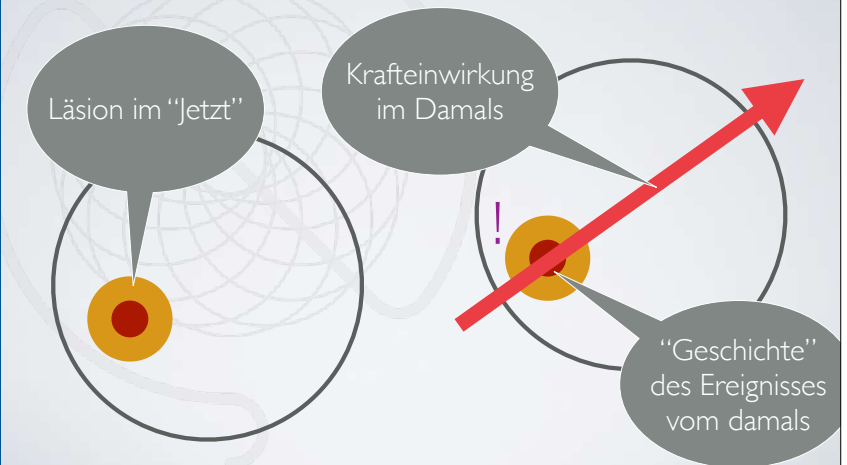 Läsion im “Jetzt”
Krafteinwirkung
im Damals
!
“Geschichte”
des Ereignisses
vom damals